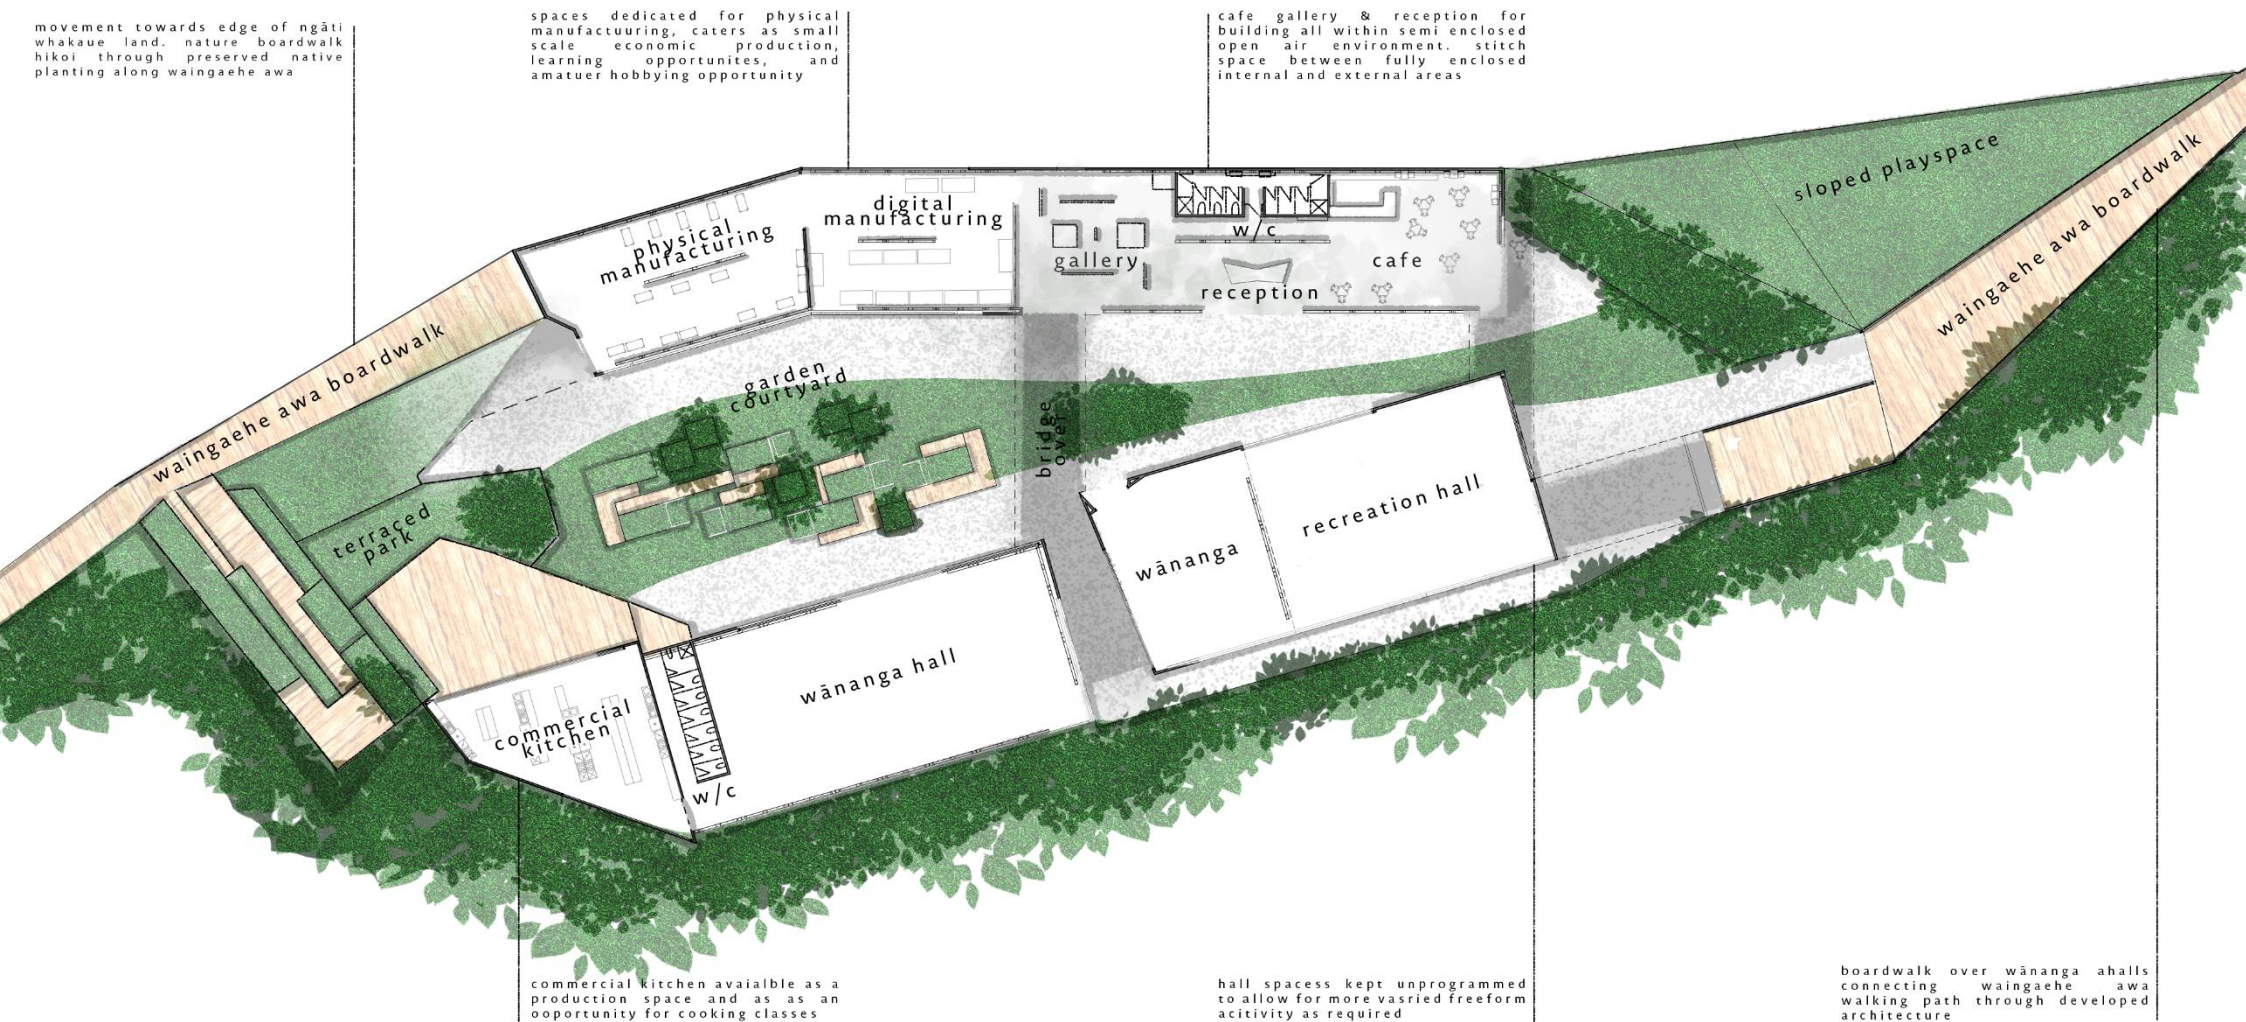 movement towards edge of ngāti
whakaue land. nature boardwalk
hikoi through preserved native
planting along waingaehe awa
spaces dedicated for physical
manufactuuring, caters as small
scale economic production,
learning opportunites, and
amatuer hobbying opportunity
cafe gallery & reception for
building all within semi enclosed
open air environment. stitch
space between fully enclosed
internal and external areas
sloped playspace
waingaehe awa boardwalk
digital
manufacturing
physical
manufacturing
w/c
gallery
cafe
reception
waingaehe awa boardwalk
garden
courtyard
bridge
over
terraced
park
recreation hall
wānanga
wānanga hall
commercial
kitchen
w/c
commercial kitchen avaialble as a
production space and as as an
ooportunity for cooking classes
hall spacess kept unprogrammed
to allow for more vasried freeform
acitivity as required
boardwalk over wānanga ahalls
connecting waingaehe awa
walking path through developed
architecture